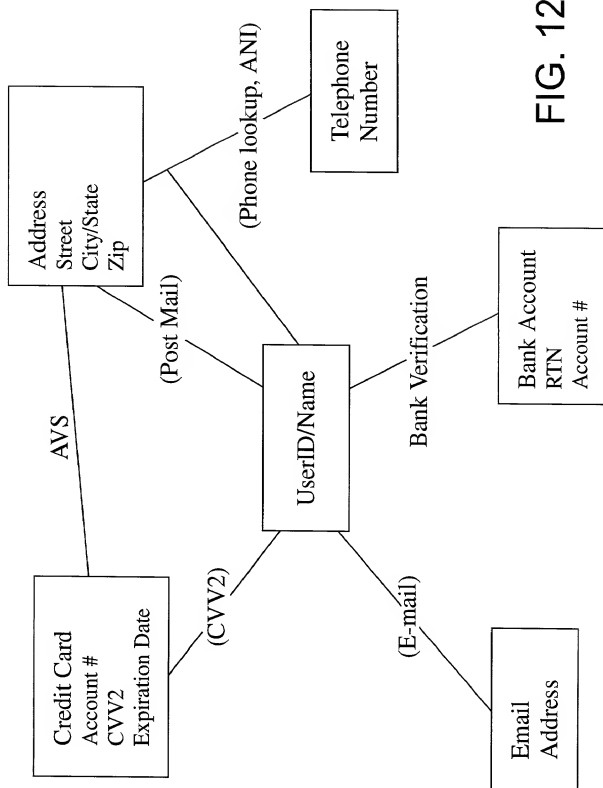 Credit Card
Account #
CVV2
Expiration Date
AVS
Address
Street
City/State
Zip
(CVV2)
(Post Mail)
(Phone lookup, ANI)
UserID/Name
Telephone
Number
(E-mail)
Bank Verification
Email
Address
Bank Account
RTN
Account #
FIG. 12